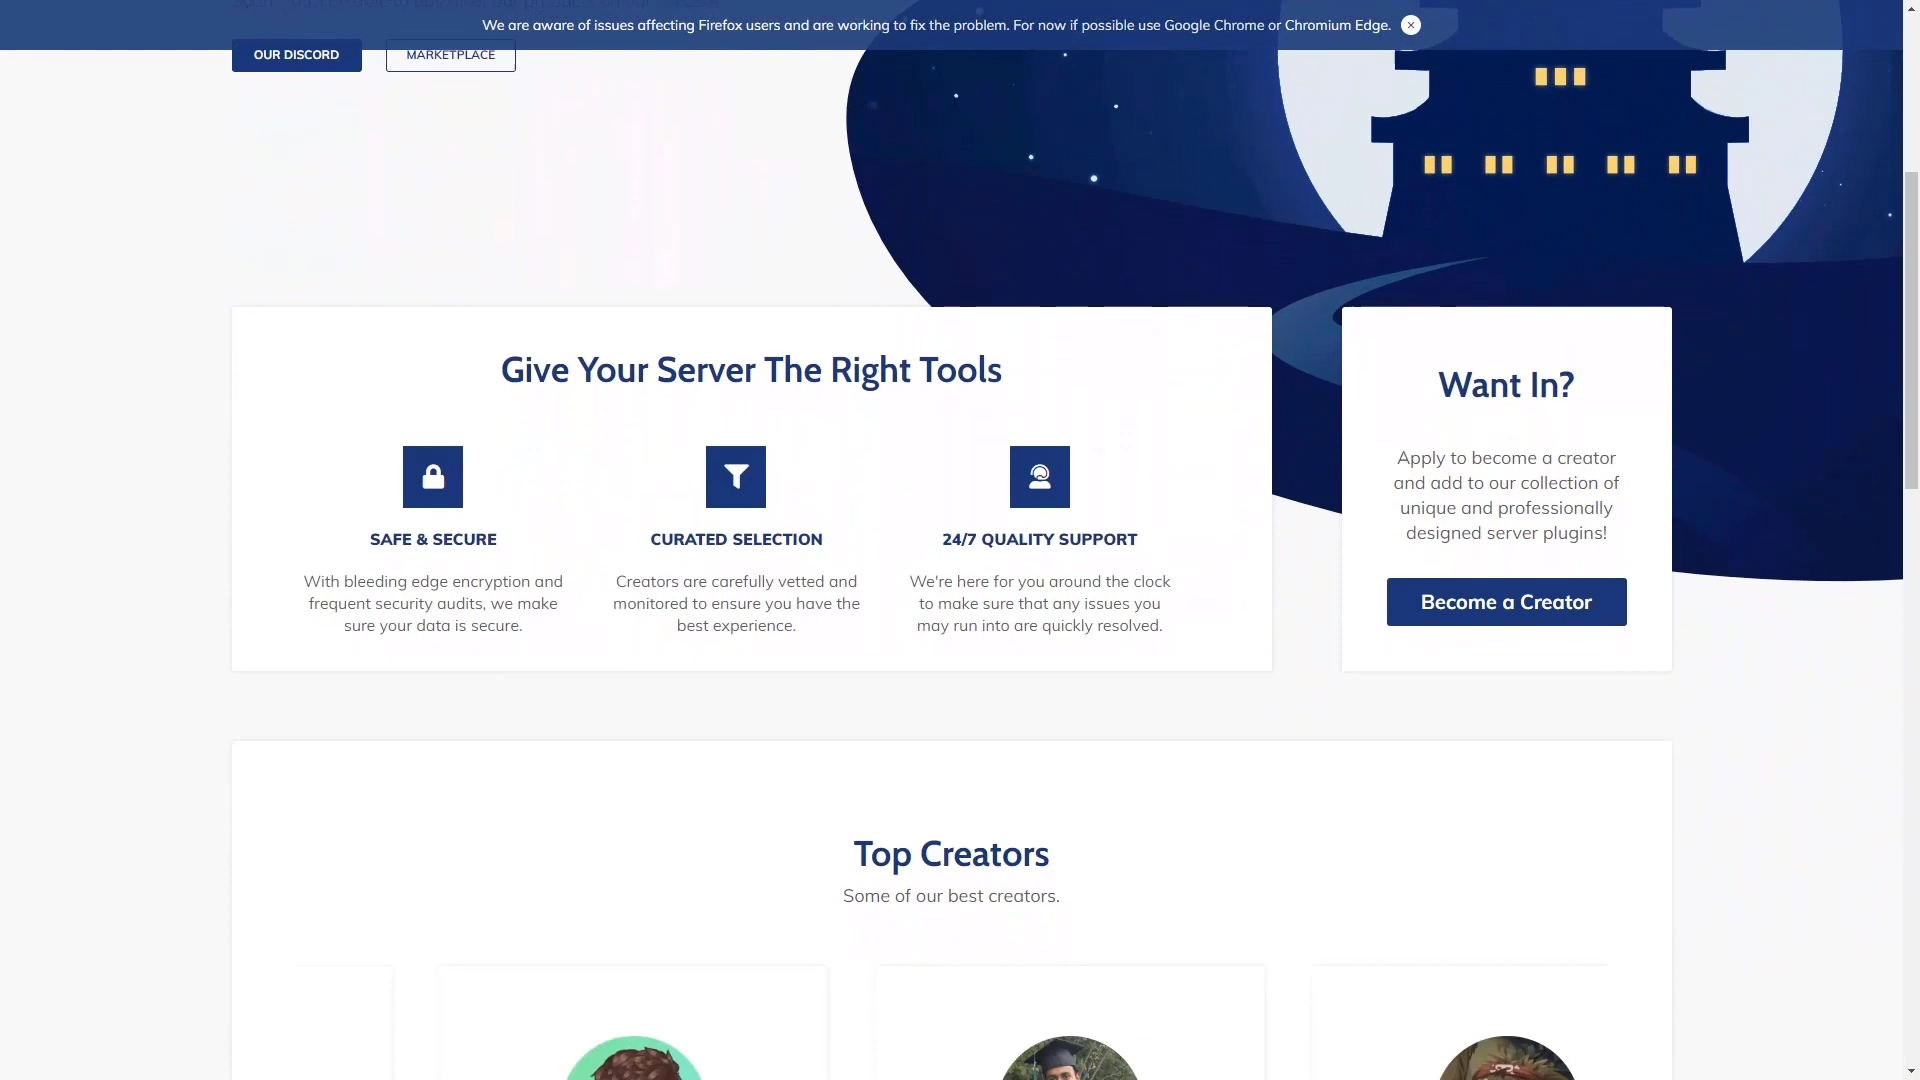 We are aware of issues affecting Firefox users and are working to fix the problem. For now if possible use Google Chrome or Chromium Edge.
OUR DISCORD
MARKETPLACE
Give Your Server The Right Tools
SAFE & SECURE
With bleeding edge encryption and
frequent security audits, we make
sure your data is secure.
CURATED SELECTION
Creators are carefully vetted and
monitored to ensure you have the
best experience.
24/7 QUALITY SUPPORT
We're here for you around the clock
to make sure that any issues you
may run into are quickly resolved.
Want In?
Apply to become a creator
and add to our collection of
unique and professionally
designed server plugins!
Become a Creator
Top Creators
Some of our best creators.